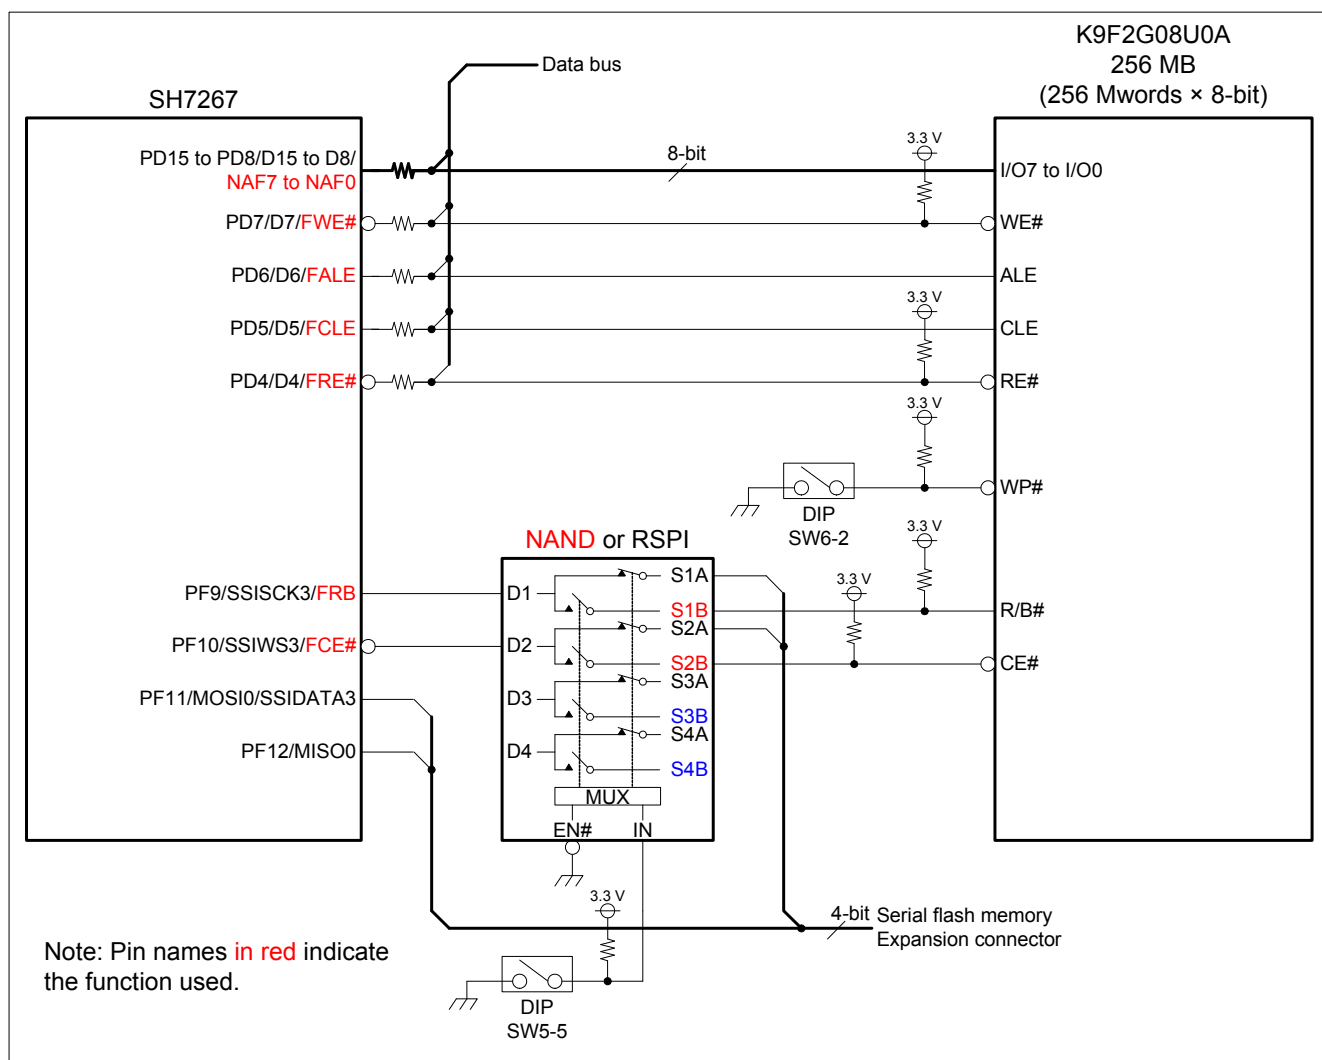 K9F2G08U0A
256 MB
(256 Mwords × 8-bit)
SH7267
Data bus
PD15 to PD8/D15 to D8/
NAF7 to NAF0
8-bit
3.3 V
I/O7 to I/O0
PD7/D7/FWE#
WE#
PD6/D6/FALE
ALE
3.3 V
PD5/D5/FCLE
CLE
PD4/D4/FRE#
RE#
3.3 V
WP#
DIP
SW6-2
3.3 V
NAND or RSPI
3.3 V
PF9/SSISCK3/FRB
D1
S1A
S1B
R/B#
PF10/SSIWS3/FCE#
D2
S2A
S2B
CE#
PF11/MOSI0/SSIDATA3
D3
S3A
S3B
PF12/MISO0
D4
S4A
S4B
MUX
EN#
IN
3.3 V
4-bit
Serial flash memory
Expansion connector
DIP
SW5-5
Note: Pin names in red indicate
the function used.